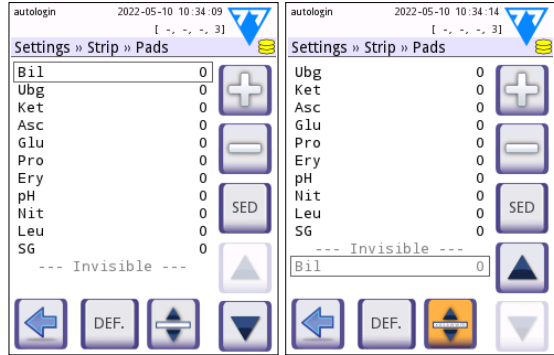 autologin 2022-05-10 10:34:09
[ -, -, -, 3]
Settings » Strip » Pads
Bil 0
Ubg 0
Ket 0
Asc 0
Glu 0
Pro 0
Ery 0
pH 0
Nit 0
Leu 0
SG 0
--- Invisible ---
SED
DEF.
autologin 2022-05-10 10:34:14
[ -, -, -, 3]
Settings » Strip » Pads
Ubg 0
Ket 0
Asc 0
Glu 0
Pro 0
Ery 0
pH 0
Nit 0
Leu 0
SG 0
--- Invisible ---
Bil 0
SED
DEF.